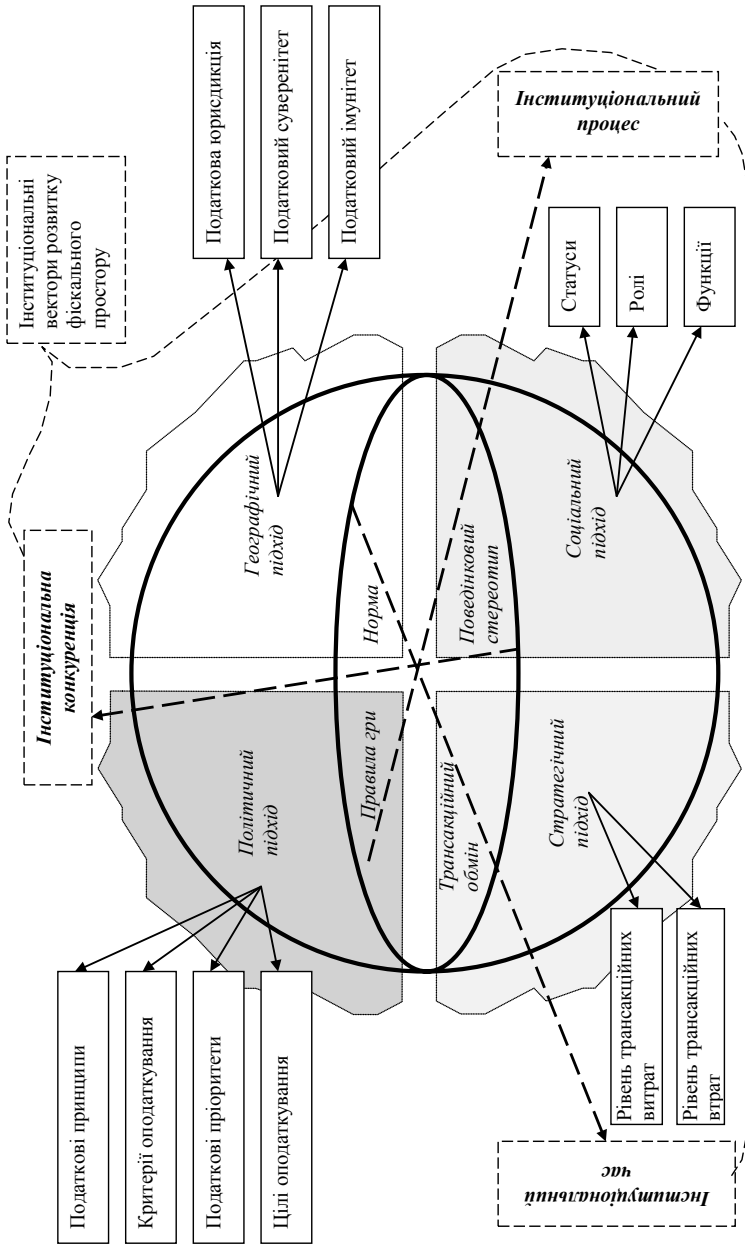 Інституціональні
вектори розвитку
фіскального
простору
Інституціональна
конкуренція
Податкові принципи
Критерії оподаткування
Податкові пріоритети
Цілі оподаткування
Політичний
підхід
Географічний
підхід
Податкова юрисдикція
Податковий суверенітет
Податковий імунітет
Правила гри
Норма
Трансакційний
обмін
Поведінковий
стереотип
Інституціональний
процес
Стратегічний
підхід
Соціальний
підхід
Статуси
Ролі
Функції
Рівень трансакційних
витрат
Рівень трансакційних
втрат
Інституціональний
час